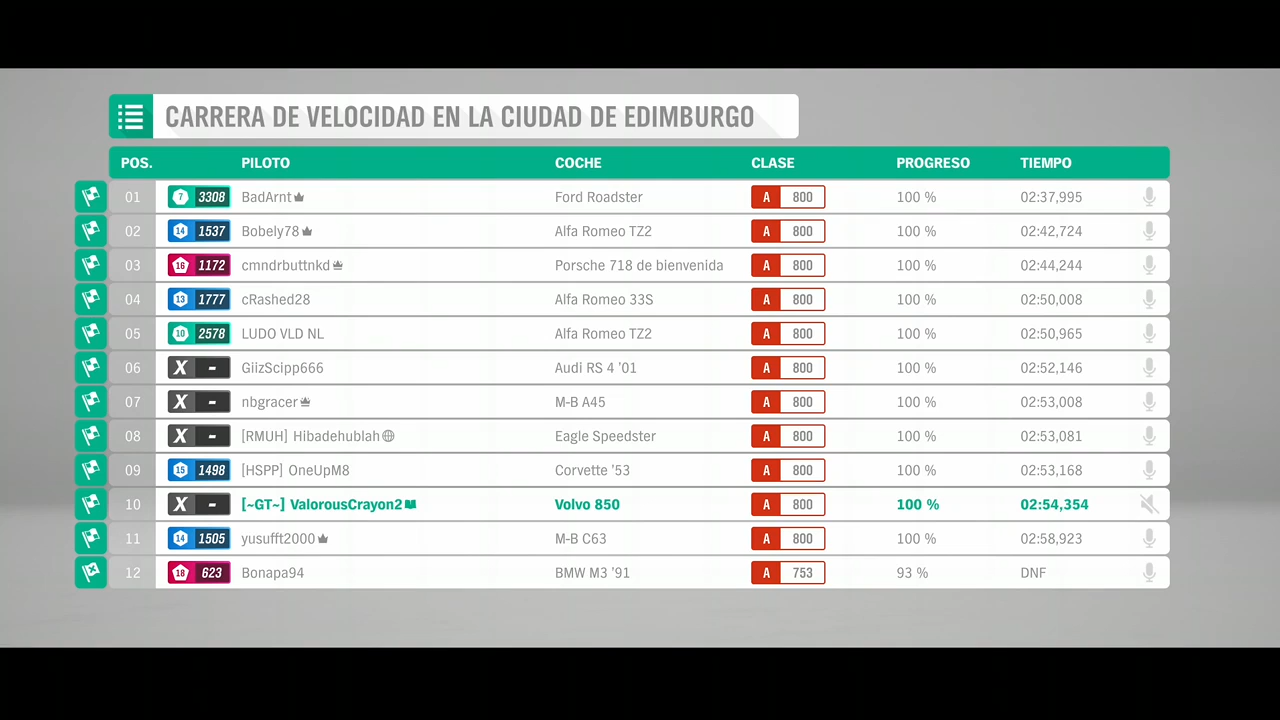 CARRERA DE VELOCIDAD EN LA CIUDAD DE EDIMBURGO
POS. PILOTO COCHE CLASE PROGRESO TIEMPO
01 7 3308 BadArnt Ford Roadster A 800 100 % 02:37,995
02 14 1537 Bobely78 Alfa Romeo TZ2 A 800 100 % 02:42,724
03 16 1172 cmndrbuttnkd Porsche 718 de bienvenida A 800 100 % 02:44,244
04 13 1777 cRashed28 Alfa Romeo 33S A 800 100 % 02:50,008
05 10 2578 LUDO VLD NL Alfa Romeo TZ2 A 800 100 % 02:50,965
06 X - GiizScipp666 Audi RS 4 '01 A 800 100 % 02:52,146
07 X - nbgracer M-B A45 A 800 100 % 02:53,008
08 X - [RMUH] Hibadehublah Eagle Speedster A 800 100 % 02:53,081
09 15 1498 [HSPP] OneUpM8 Corvette '53 A 800 100 % 02:53,168
10 X - [~GT~] ValorousCrayon2 Volvo 850 A 800 100 % 02:54,354
11 14 1505 yusufft2000 M-B C63 A 800 100 % 02:58,923
12 18 623 Bonapa94 BMW M3 '91 A 753 93 % DNF